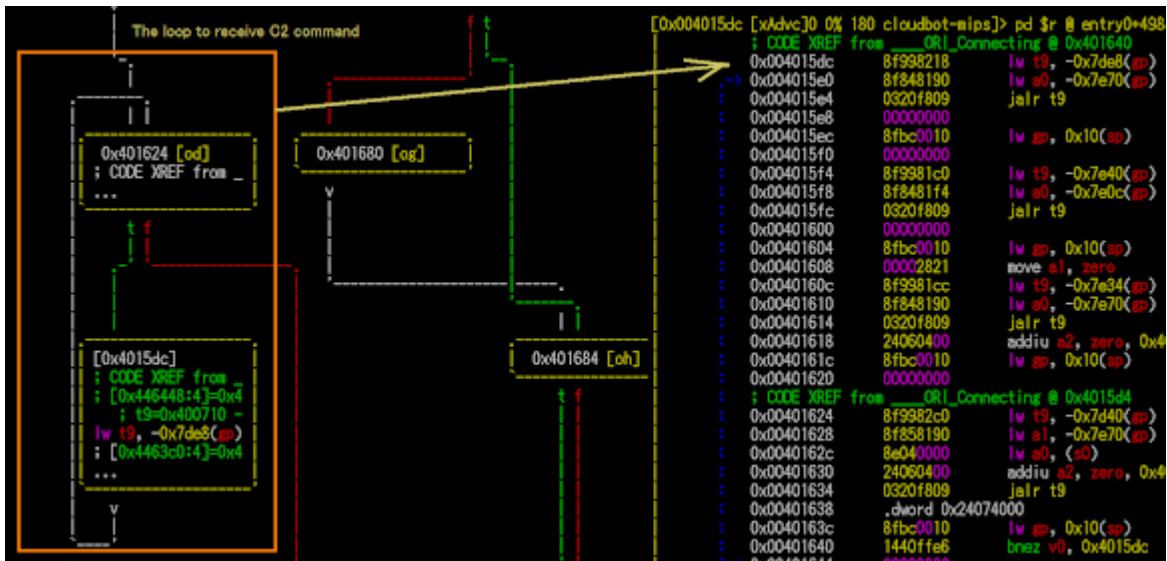 The loop to receive C2 command
f t
0x401624 [od]
; CODE XREF from _
...
t f
[0x4015dc]
; CODE XREF from _
; [0x446448:4]=0x4
; t9=0x400710 -
lw t9, -0x7de8(gp)
; [0x4463c0:4]=0x4
...
v
0x401680 [og]
v
0x401684 [oh]
t f
[0x004015dc [xAdvc]0 0% 180 cloudbot-mips]> pd $r @ entry0+498
; CODE XREF from ____ORI_Connecting @ 0x401640
0x004015dc 8f998218 lw t9, -0x7de8(gp)
0x004015e0 8f848190 lw a0, -0x7e70(gp)
0x004015e4 0320f809 jalr t9
0x004015e8 00000000
0x004015ec 8fbc0010 lw gp, 0x10(sp)
0x004015f0 00000000
0x004015f4 8f9981c0 lw t9, -0x7e40(gp)
0x004015f8 8f8481f4 lw a0, -0x7e0c(gp)
0x004015fc 0320f809 jalr t9
0x00401600 00000000
0x00401604 8fbc0010 lw gp, 0x10(sp)
0x00401608 00002821 move a1, zero
0x0040160c 8f9981cc lw t9, -0x7e34(gp)
0x00401610 8f848190 lw a0, -0x7e70(gp)
0x00401614 0320f809 jalr t9
0x00401618 24060400 addiu a2, zero, 0x4
0x0040161c 8fbc0010 lw gp, 0x10(sp)
0x00401620 00000000
; CODE XREF from ____ORI_Connecting @ 0x4015d4
0x00401624 8f9982c0 lw t9, -0x7d40(gp)
0x00401628 8f858190 lw a1, -0x7e70(gp)
0x0040162c 8e040000 lw a0, (s0)
0x00401630 24060400 addiu a2, zero, 0x4
0x00401634 0320f809 jalr t9
0x00401638 .dword 0x24074000
0x0040163c 8fbc0010 lw gp, 0x10(sp)
0x00401640 1440ffe6 bnez v0, 0x4015dc